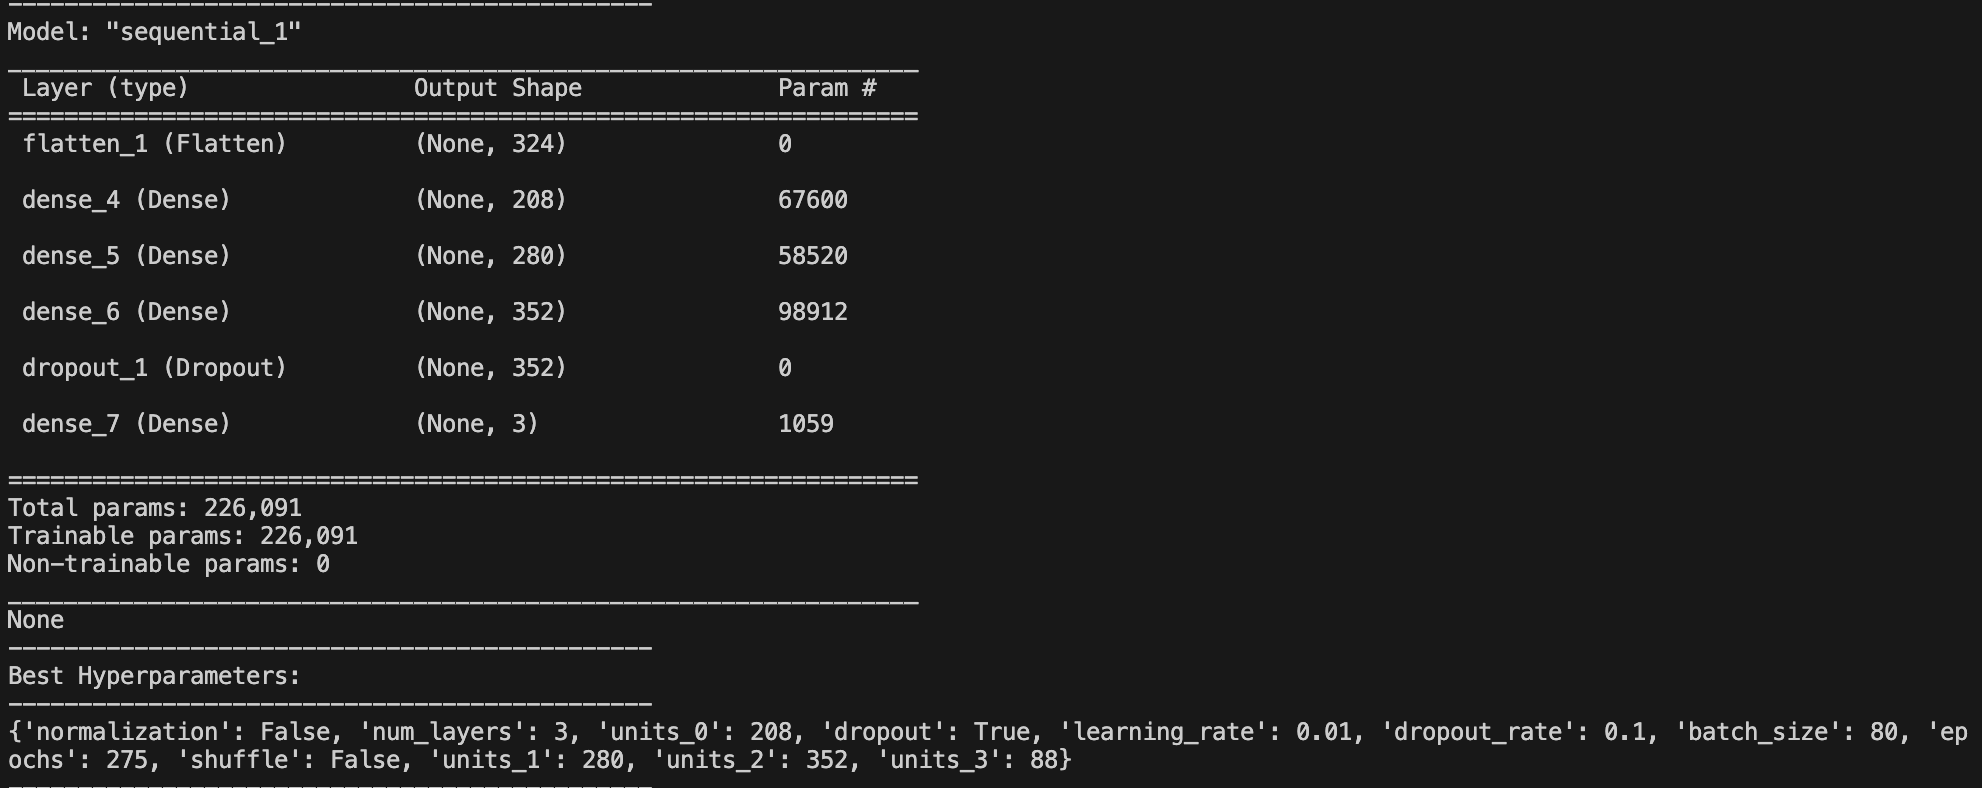 ----------------------------------------------
Model: "sequential_1"
_________________________________________________________________
 Layer (type)                Output Shape              Param #
=================================================================
 flatten_1 (Flatten)         (None, 324)               0
 dense_4 (Dense)             (None, 208)               67600
 dense_5 (Dense)             (None, 280)               58520
 dense_6 (Dense)             (None, 352)               98912
 dropout_1 (Dropout)         (None, 352)               0
 dense_7 (Dense)             (None, 3)                 1059
=================================================================
Total params: 226,091
Trainable params: 226,091
Non-trainable params: 0
_________________________________________________________________
None
----------------------------------------------
Best Hyperparameters:
----------------------------------------------
{'normalization': False, 'num_layers': 3, 'units_0': 208, 'dropout': True, 'learning_rate': 0.01, 'dropout_rate': 0.1, 'batch_size': 80, 'ep
ochs': 275, 'shuffle': False, 'units_1': 280, 'units_2': 352, 'units_3': 88}
----------------------------------------------